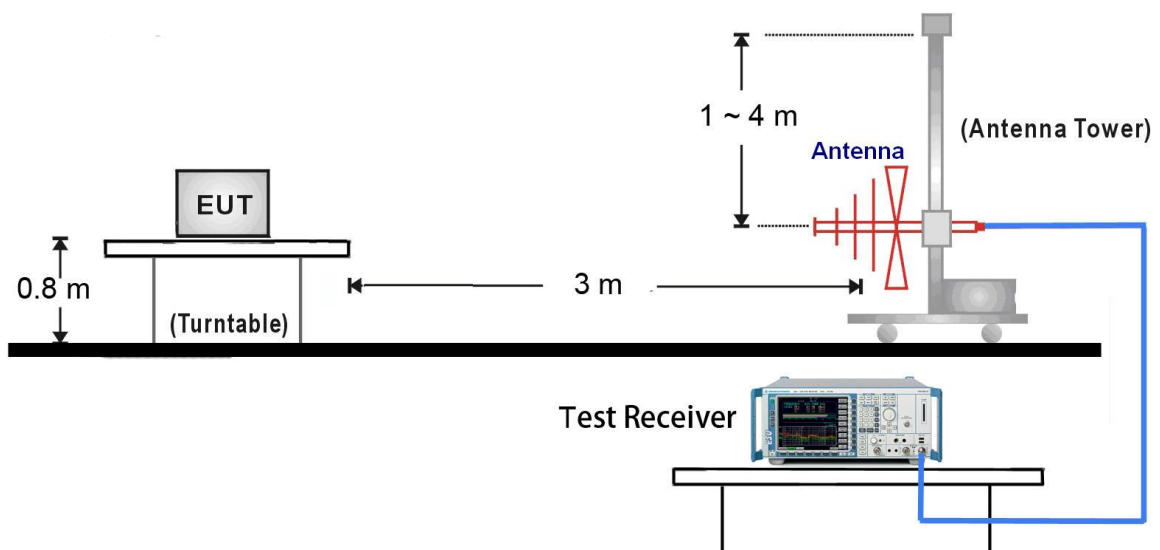 1 ~ 4 m
(Antenna Tower)
Antenna
EUT
0.8 m
3 m
(Turntable)
Test Receiver